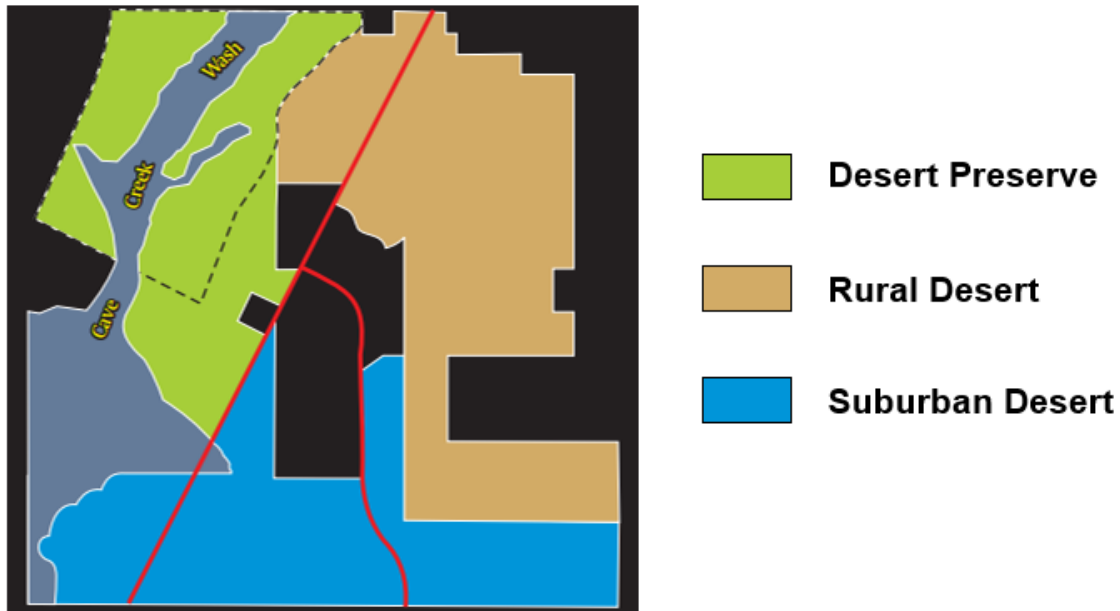 Wash
Creek
Cave
Desert Preserve
Rural Desert
Suburban Desert